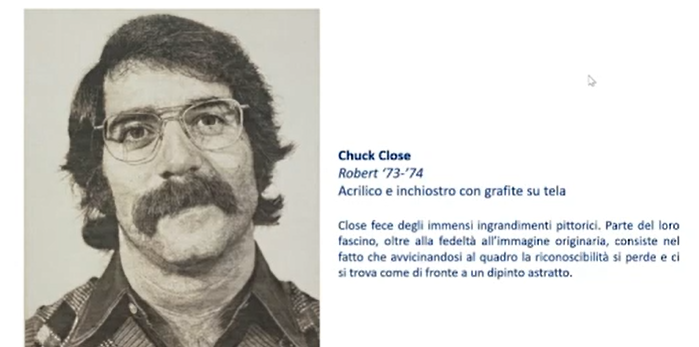 Chuck Close
Robert ‘73-’74
Acrilico e inchiostro con grafite su tela
Close fece degli immensi ingrandimenti pittorici. Parte del loro
fascino, oltre alla fedeltà all’immagine originaria, consiste nel
fatto che avvicinandosi al quadro la riconoscibilità si perde e ci
si trova come di fronte a un dipinto astratto.